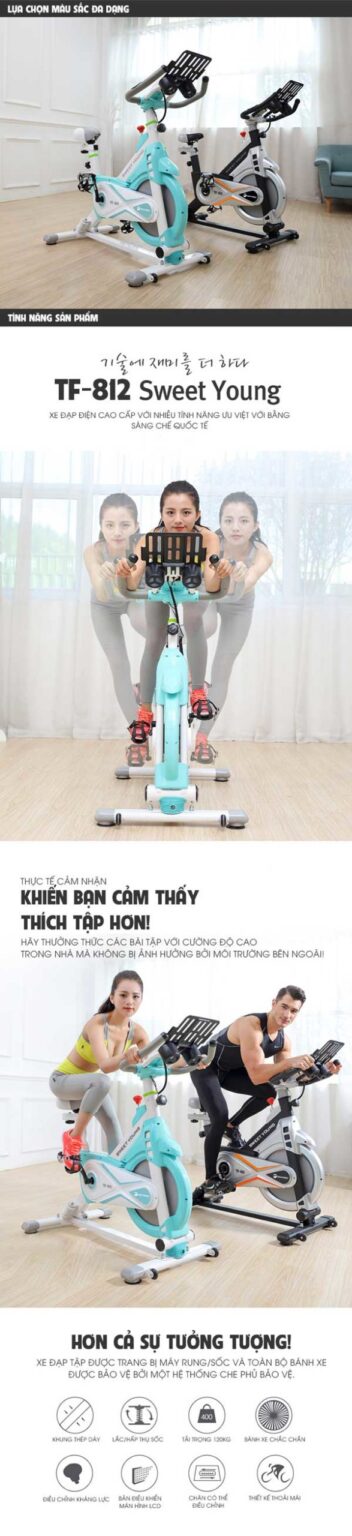 LỰA CHỌN MÀU SẮC ĐA DẠNG
TÍNH NĂNG SẢN PHẨM
기술에 재미를 더 하다
TF-812 Sweet Young
XE ĐẠP ĐIỆN CAO CẤP VỚI NHIỀU TÍNH NĂNG ƯU VIỆT VỚI BẰNG
SÁNG CHẾ QUỐC TẾ
THỰC TẾ CẢM NHẬN
KHIẾN BẠN CẢM THẤY
THÍCH TẬP HƠN!
HÃY THƯỞNG THỨC CÁC BÀI TẬP VỚI CƯỜNG ĐỘ CAO
TRONG NHÀ MÀ KHÔNG BỊ ẢNH HƯỞNG BỞI MÔI TRƯỜNG BÊN NGOÀI!
SWEET YOUNG
SWEET YOUNG
HƠN CẢ SỰ TƯỞNG TƯỢNG!
XE ĐẠP TẬP ĐƯỢC TRANG BỊ MÁY RUNG/SỐC VÀ TOÀN BỘ BÁNH XE
ĐƯỢC BẢO VỆ BỞI MỘT HỆ THỐNG CHE PHỦ BẢO VỆ.
400
KHUNG THÉP DÀY
LẮC/HẤP THỤ SỐC
TẢI TRỌNG 120KG
BÁNH XE CHẮC CHẮN
ĐIỀU CHỈNH KHÁNG LỰC
BẢN ĐIỀU KHIỂN
MÀN HÌNH LCD
CHÂN CÓ THỂ
ĐIỀU CHỈNH
THIẾT KẾ THOẢI MÁI